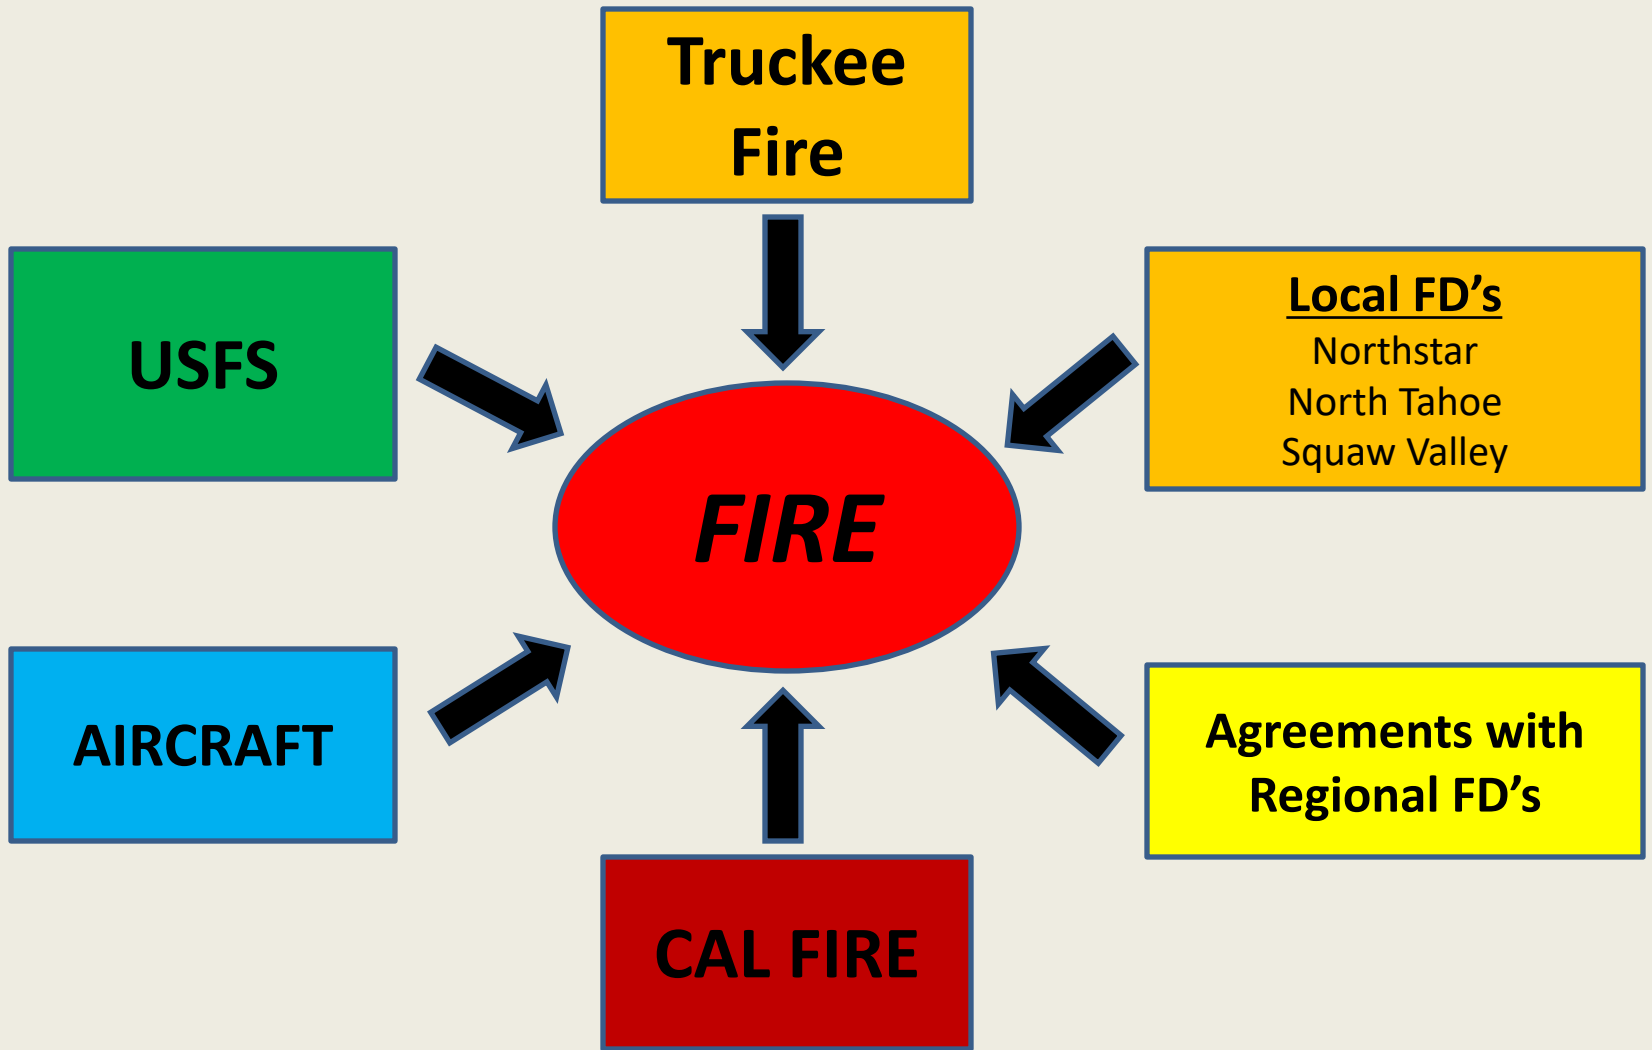 Truckee
Fire
USFS
Local FD’s
Northstar
North Tahoe
Squaw Valley
FIRE
AIRCRAFT
Agreements with
Regional FD’s
CAL FIRE